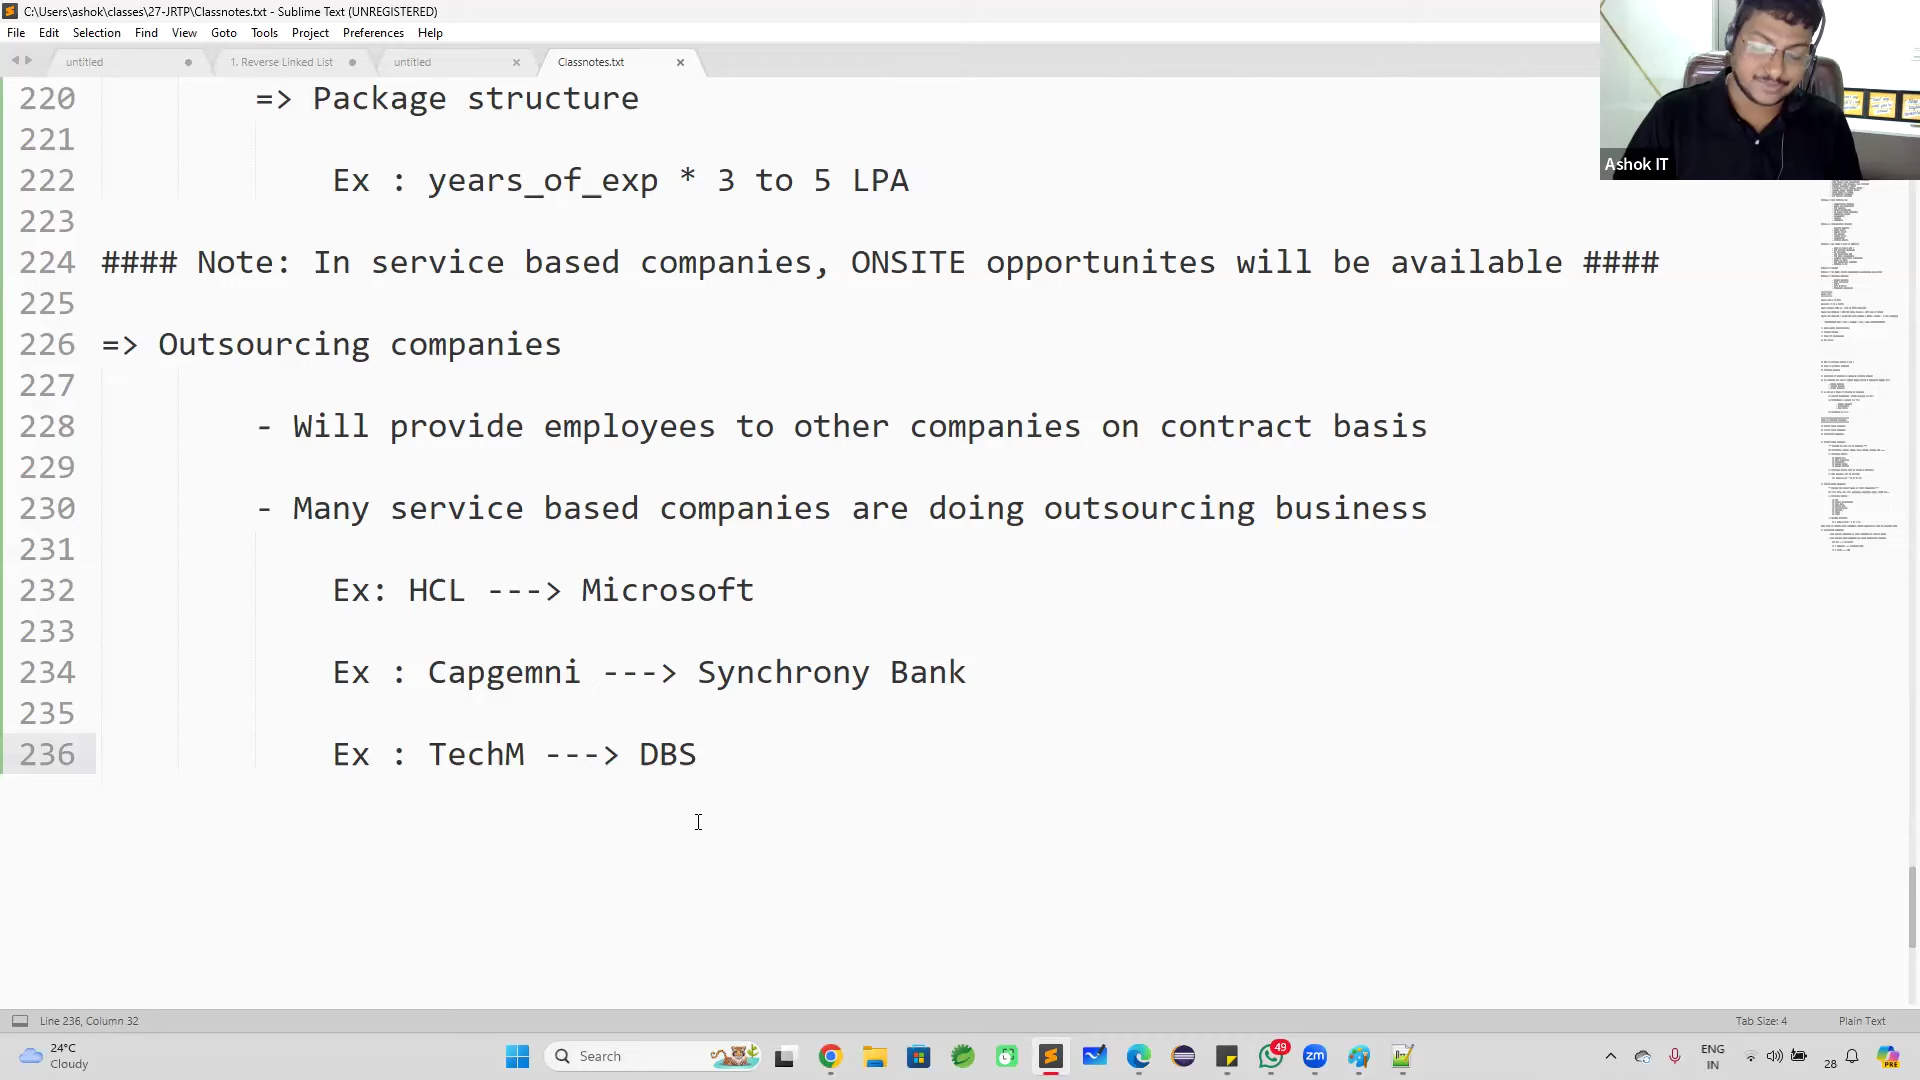 C:\Users\ashok\classes\27-JRTP\Classnotes.txt - Sublime Text (UNREGISTERED)
File Edit Selection Find View Goto Tools Project Preferences Help
untitled 1. Reverse Linked List untitled Classnotes.txt
Ashok IT
220 => Package structure
221
222 Ex : years_of_exp * 3 to 5 LPA
223
224 #### Note: In service based companies, ONSITE opportunites will be available ####
225
226 => Outsourcing companies
227
228 - Will provide employees to other companies on contract basis
229
230 - Many service based companies are doing outsourcing business
231
232 Ex: HCL ---> Microsoft
233
234 Ex : Capgemni ---> Synchrony Bank
235
236 Ex : TechM ---> DBS
Line 236, Column 32 Tab Size: 4 Plain Text
24°C
Cloudy
Search
49
zm
ENG
IN
28
PRE